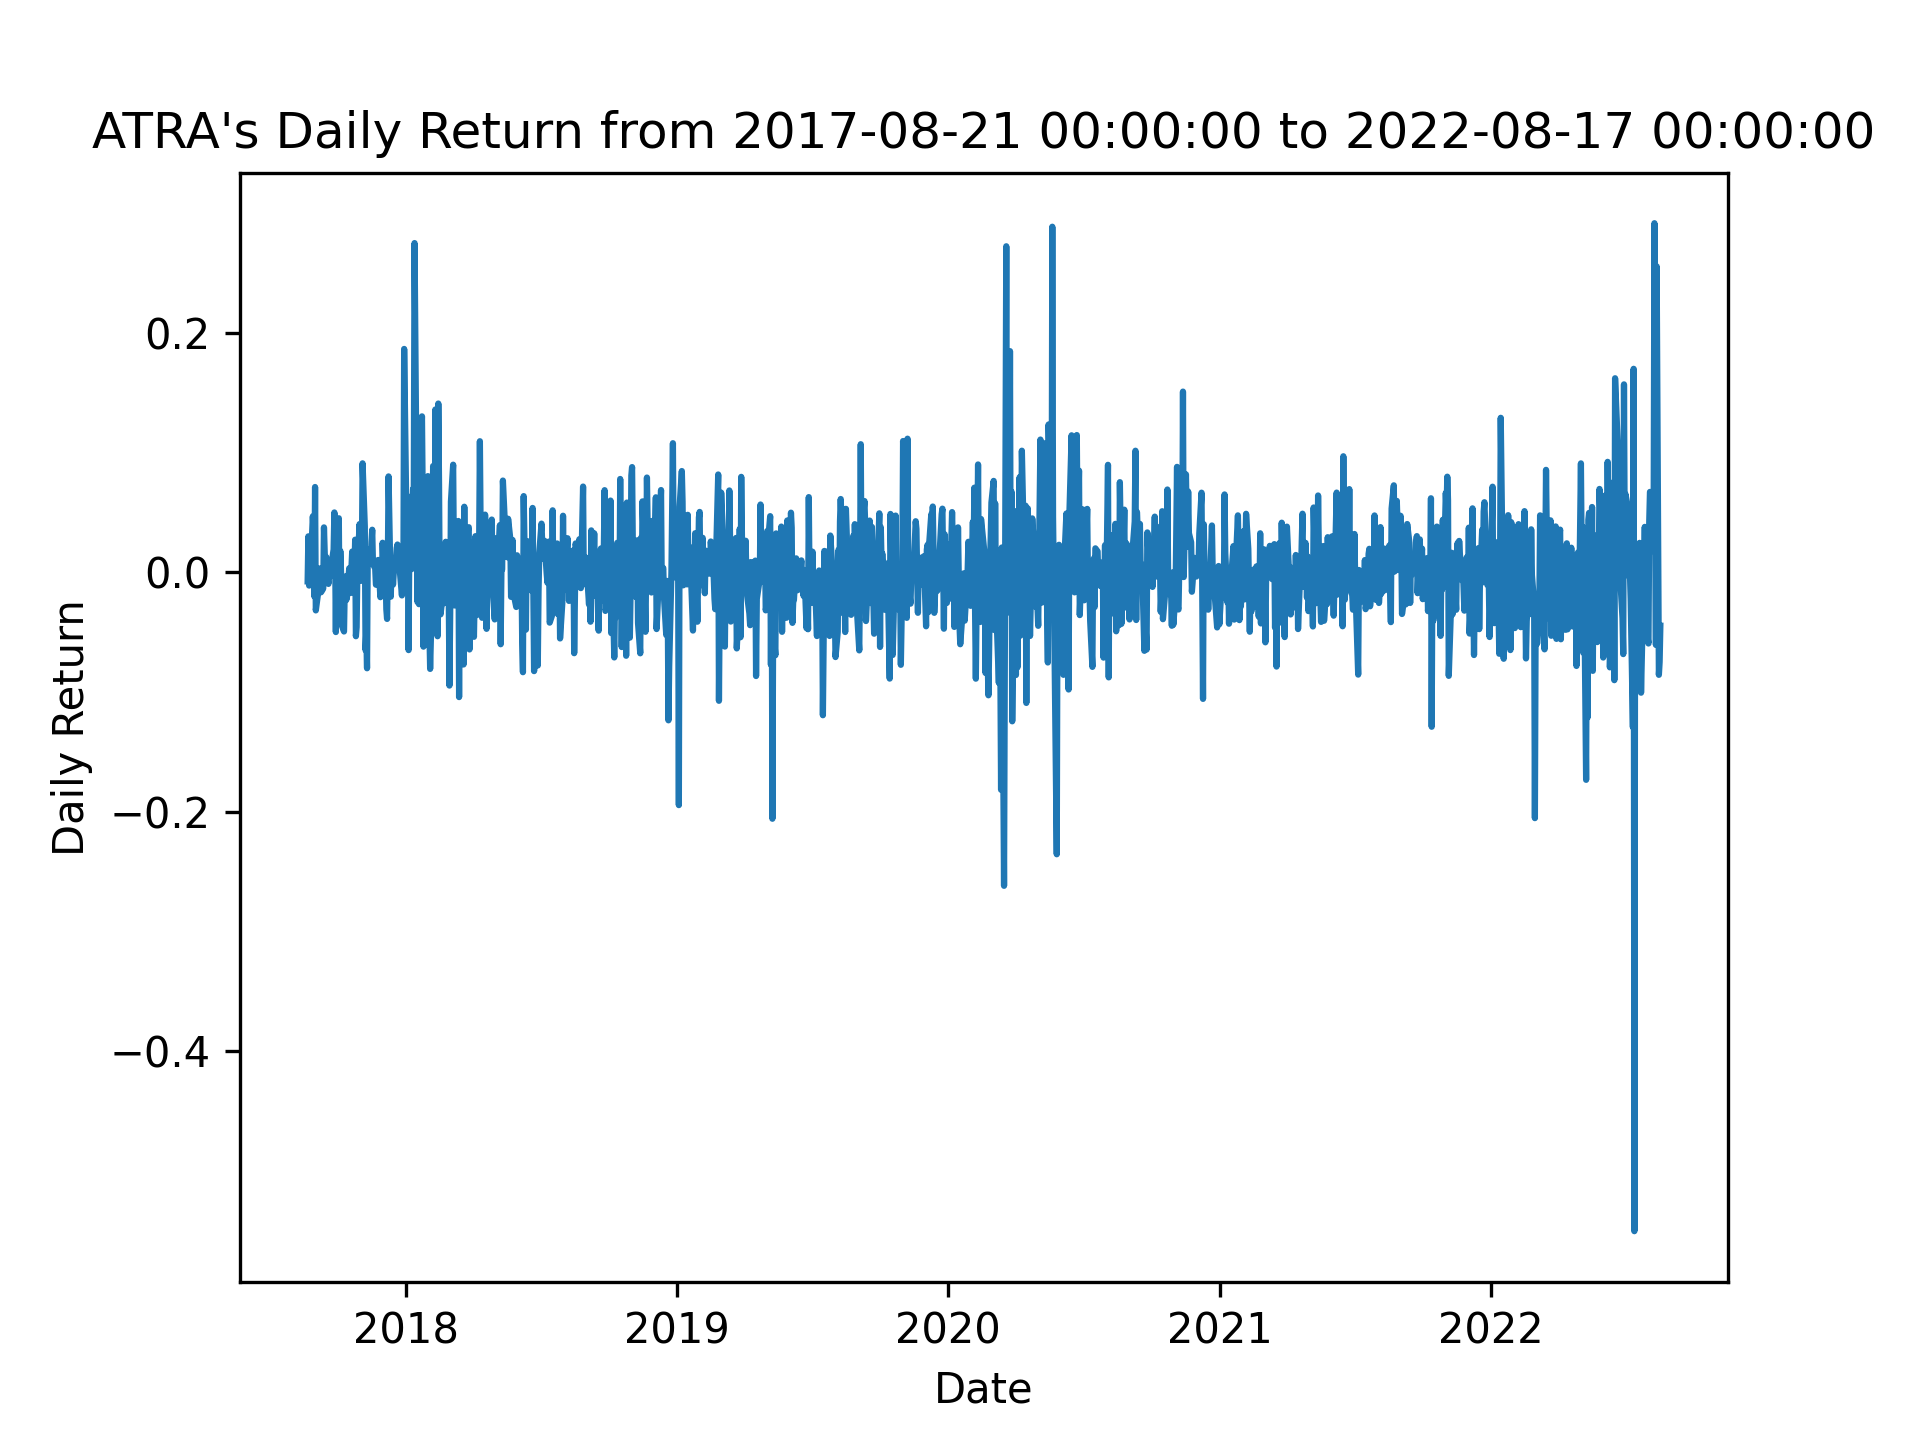 ATRA's Daily Return from 2017-08-21 00:00:00 to 2022-08-17 00:00:00
Daily Return
0.2
0.0
−0.2
−0.4
2018 2019 2020 2021 2022
Date